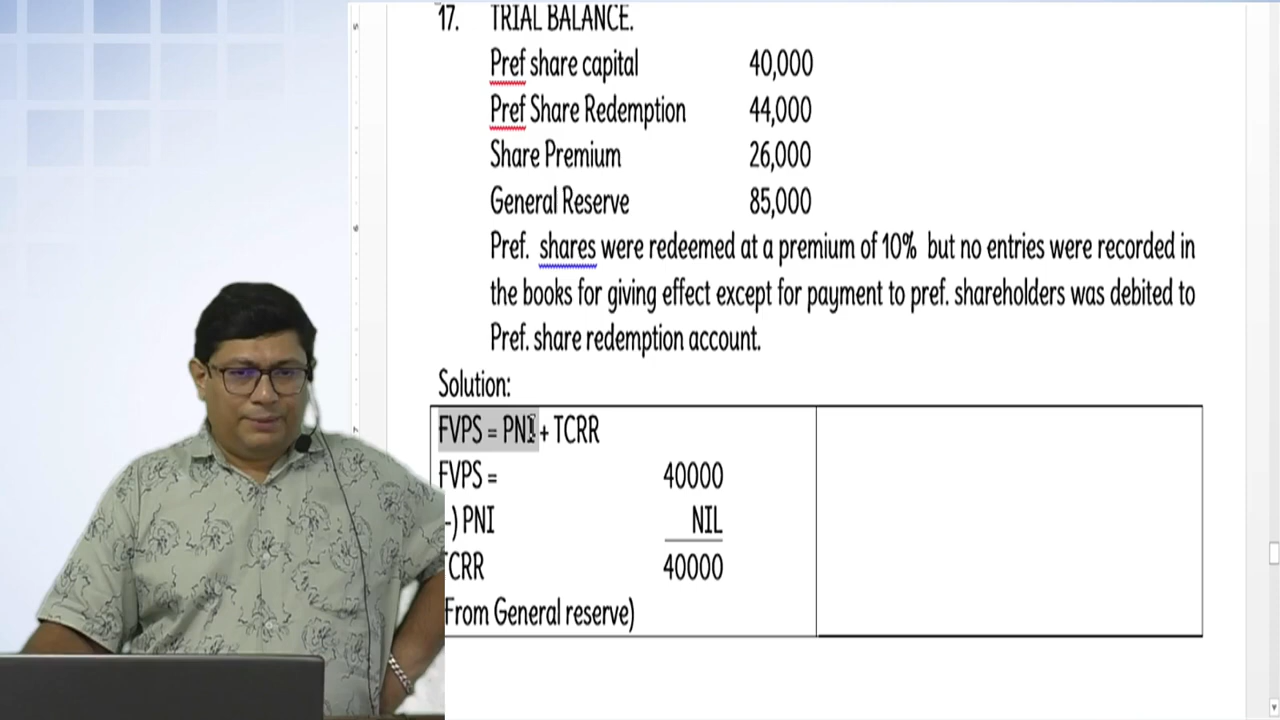 17. TRIAL BALANCE.
Pref share capital 40,000
Pref Share Redemption 44,000
Share Premium 26,000
General Reserve 85,000
Pref. shares were redeemed at a premium of 10% but no entries were recorded in
the books for giving effect except for payment to pref. shareholders was debited to
Pref. share redemption account.
Solution:
FVPS = PNI + TCRR
FVPS = 40000
-) PNI NIL
CRR 40000
From General reserve)